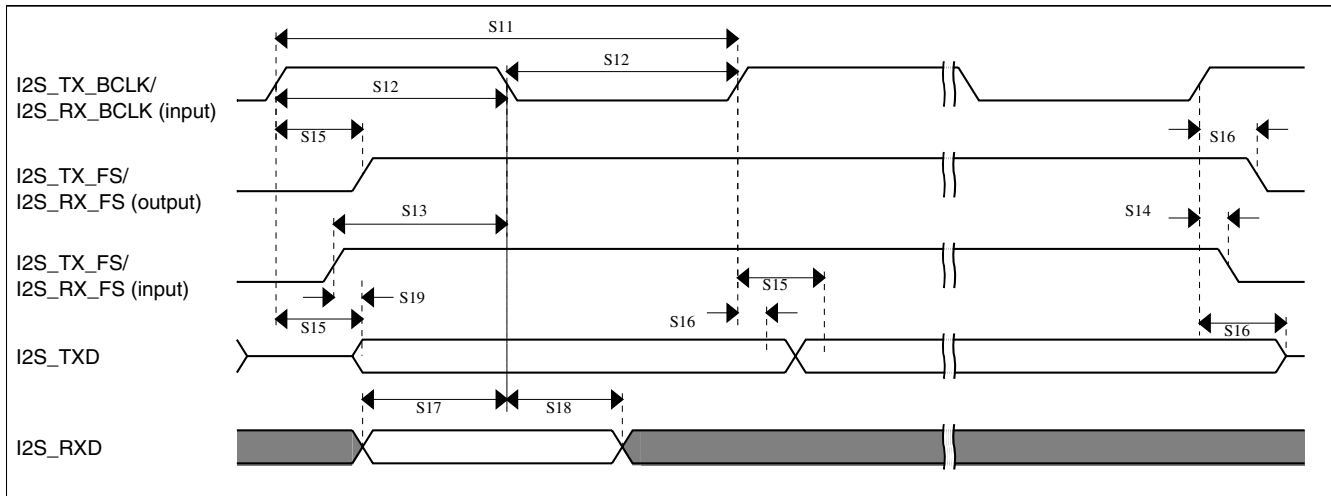 S11
S12
I2S_TX_BCLK/
I2S_RX_BCLK (input)
S12
S15
S16
I2S_TX_FS/
I2S_RX_FS (output)
S13
S14
I2S_TX_FS/
I2S_RX_FS (input)
S15
S19
S15
S16
S16
I2S_TXD
S17
S18
I2S_RXD